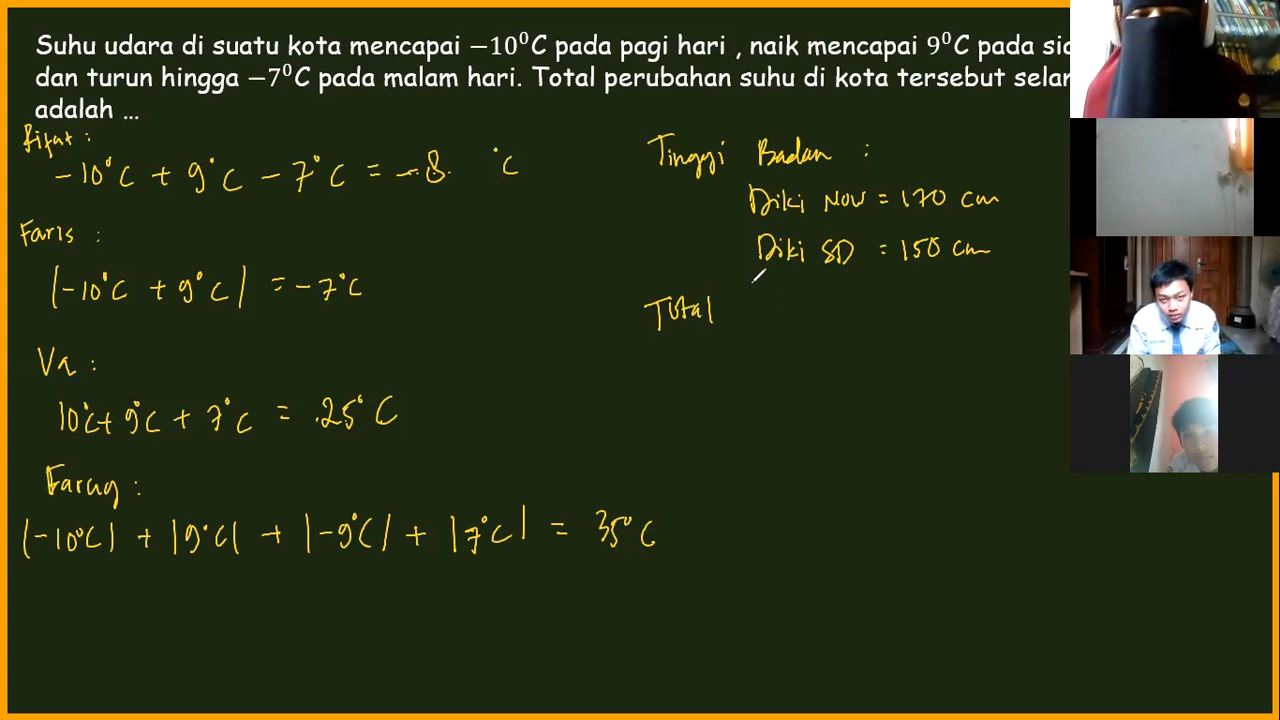 Suhu udara di suatu kota mencapai −10⁰C pada pagi hari , naik mencapai 9⁰C pada
dan turun hingga −7⁰C pada malam hari. Total perubahan suhu di kota tersebut
adalah ...
Rifat :
-10°C + 9°C - 7°C = -8 °C
Faris :
|-10°C + 9°C| = -7°C
Va :
10°C + 9°C + 7°C = 25°C
Faruq :
|-10°C| + |9°C| + |-9°C| + |7°C| = 35°C
Tinggi Badan :
Diki Now = 170 cm
Diki SD = 150 cm
Total